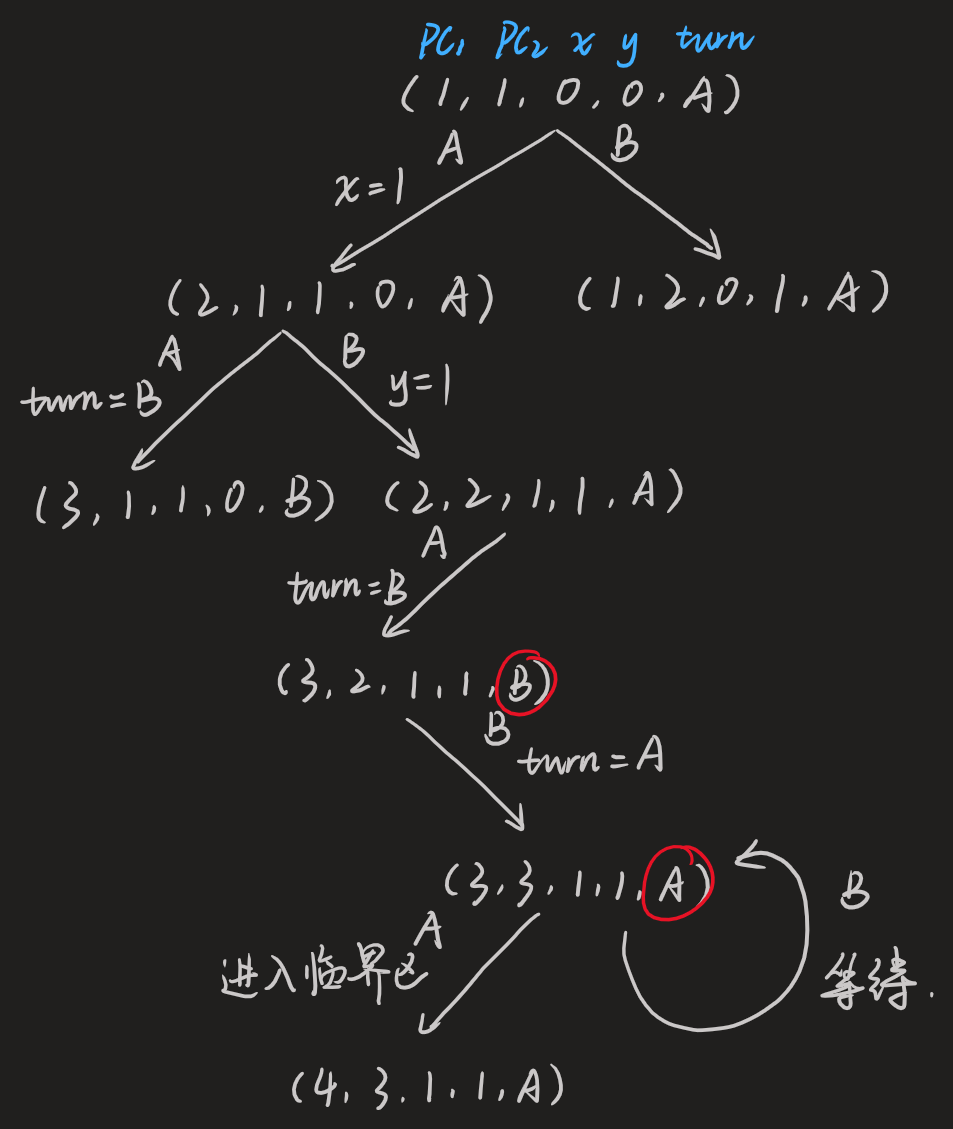 PC₁ PC₂ x y turn
(1, 1, 0, 0, A)
A B
x=1
(2, 1, 1, 0, A) (1, 2, 0, 1, A)
A B
turn=B y=1
(3, 1, 1, 0, B) (2, 2, 1, 1, A)
A
turn=B
(3, 2, 1, 1, B)
B
turn=A
(3, 3, 1, 1, A)
B
A
进入临界区 等待.
(4, 3, 1, 1, A)